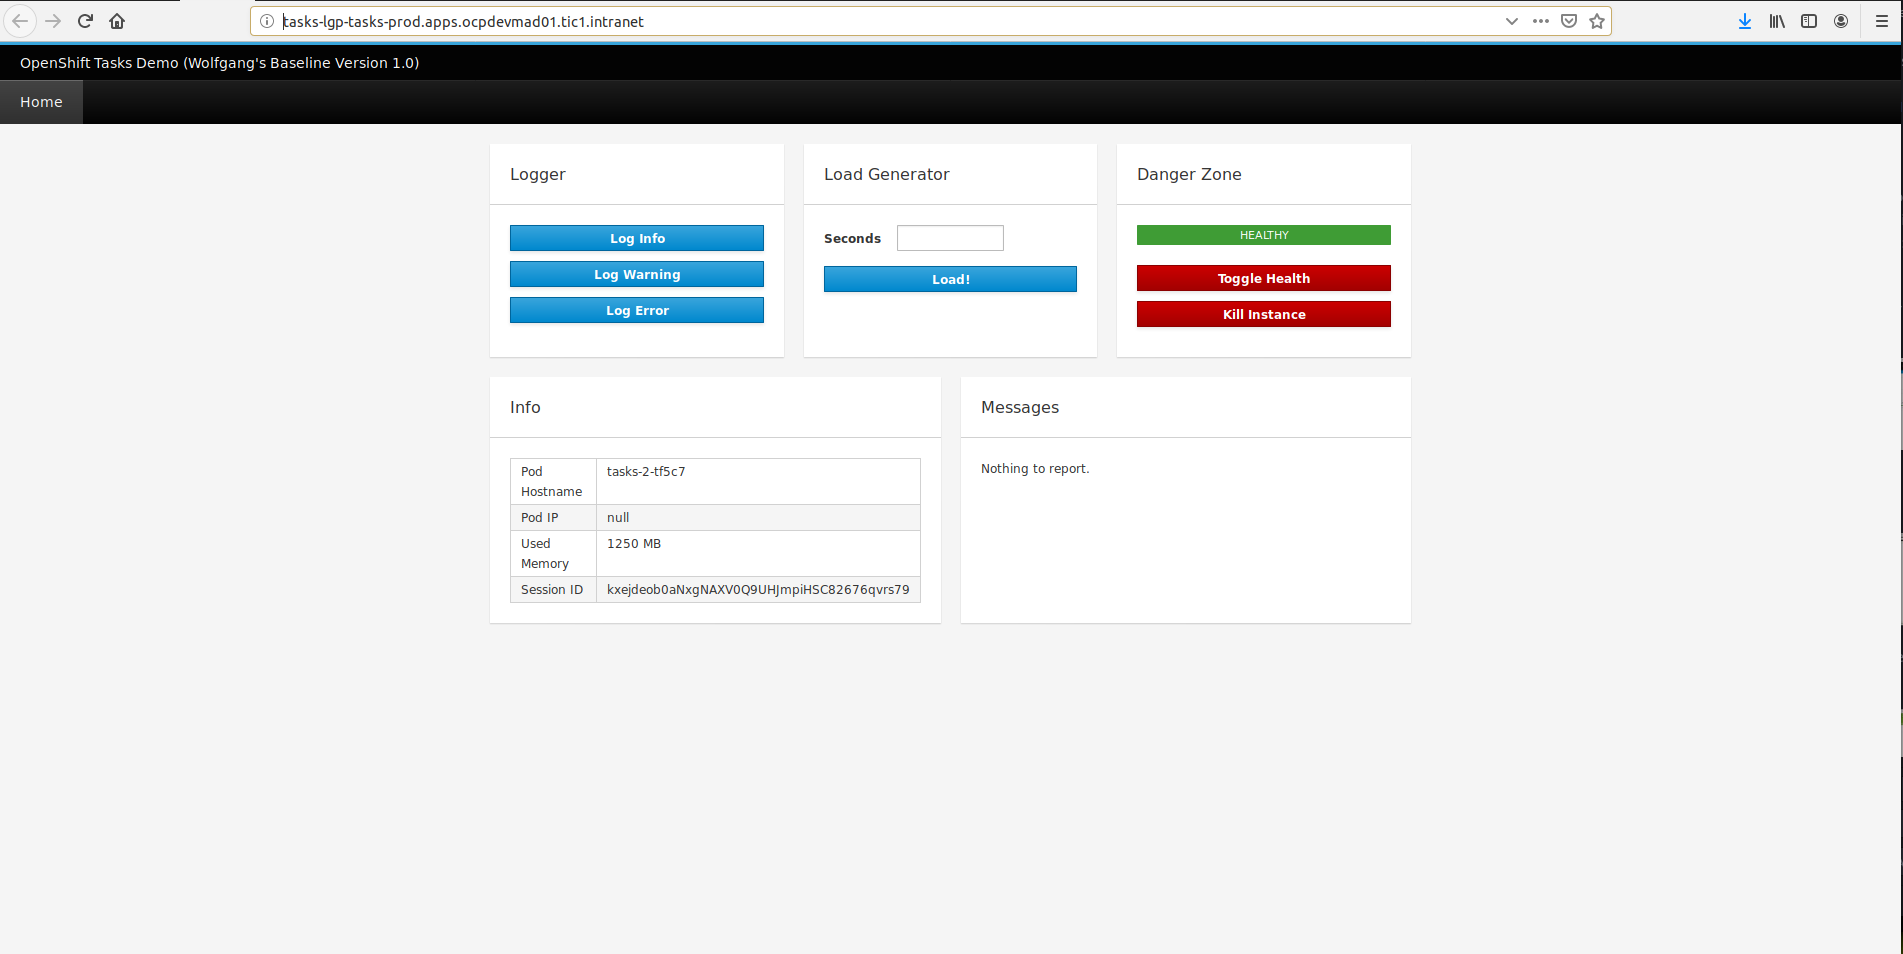 tasks-lgp-tasks-prod.apps.ocpdevmad01.tic1.intranet
OpenShift Tasks Demo (Wolfgang's Baseline Version 1.0)
Home
Logger
Log Info
Log Warning
Log Error
Load Generator
Seconds
Load!
Danger Zone
HEALTHY
Toggle Health
Kill Instance
Info
Pod Hostname tasks-2-tf5c7
Pod IP null
Used Memory 1250 MB
Session ID kxejdeob0aNxgNAXV0Q9UHJmpiHSC82676qvrs79
Messages
Nothing to report.